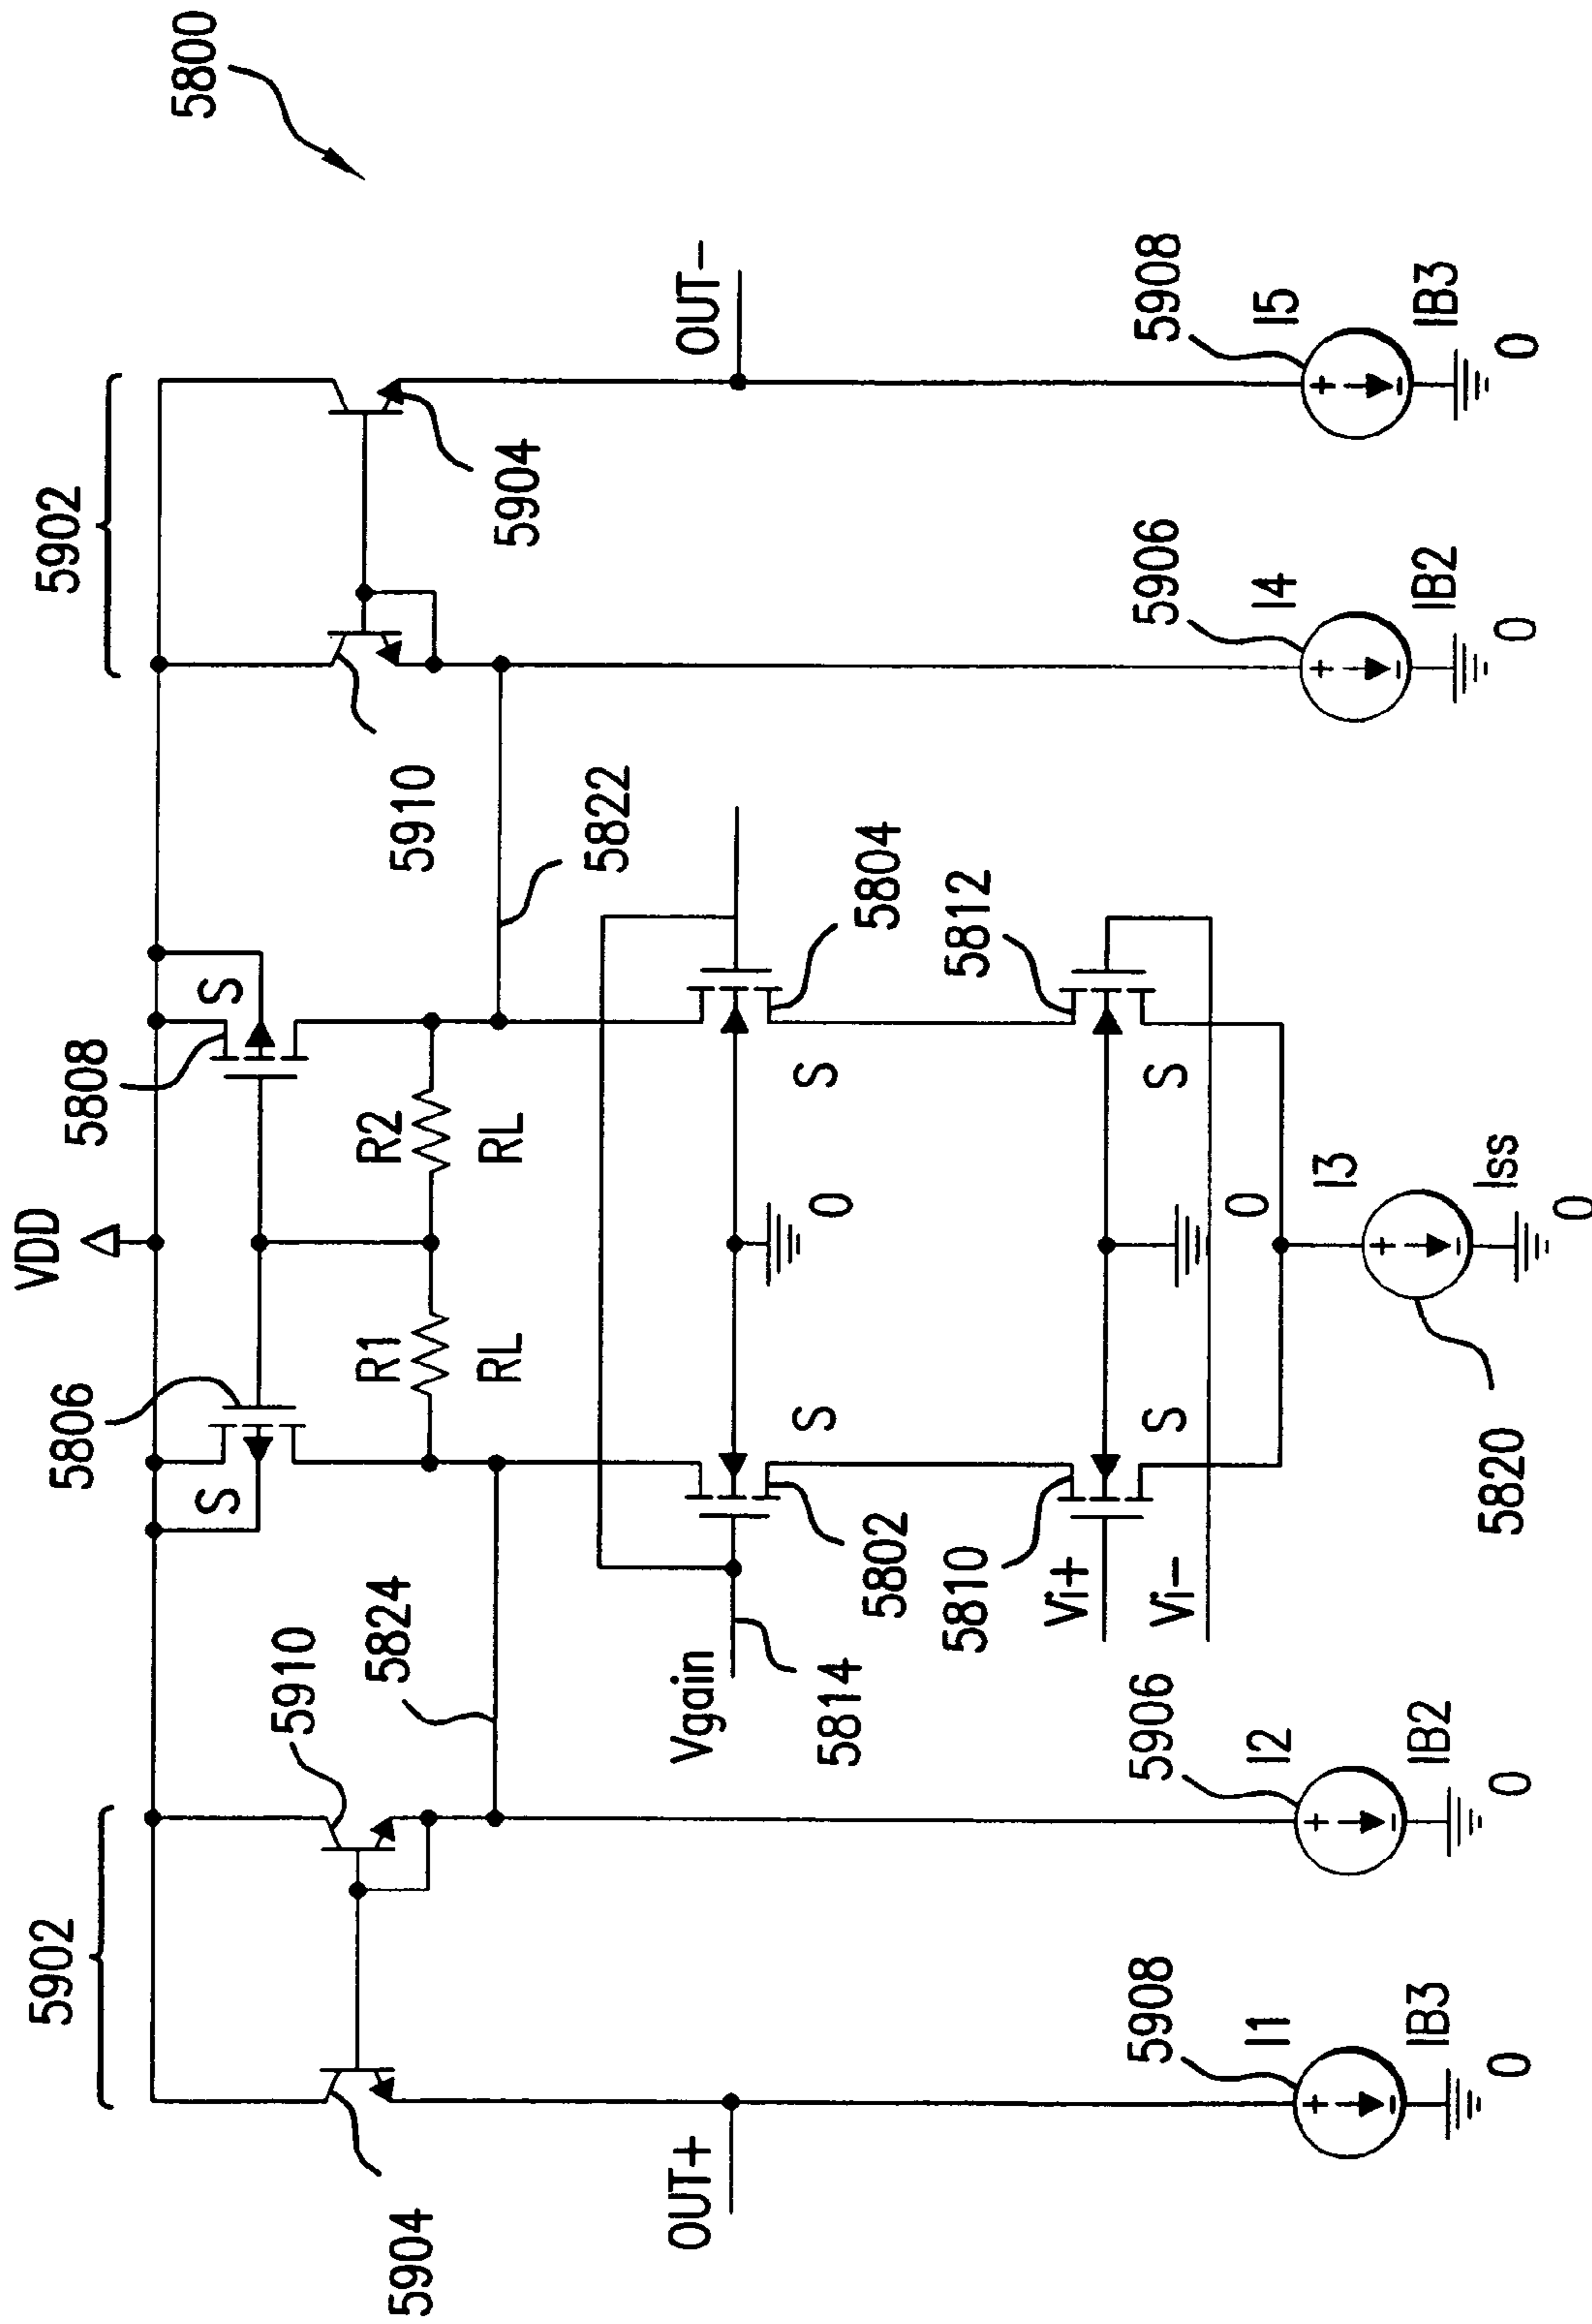 5800
5902
5902
VDD
5806
5808
S
S
5910
5904
5904
5910
5824
R1
R2
RL
RL
5822
OUT+
OUT-
Vgain
5814
5802
5804
S
S
0
5810
5812
Vi+
Vi-
S
S
0
5908
I1
IB3
0
5906
I2
IB2
0
5820
I3
Iss
0
5906
I4
IB2
0
5908
I5
IB3
0